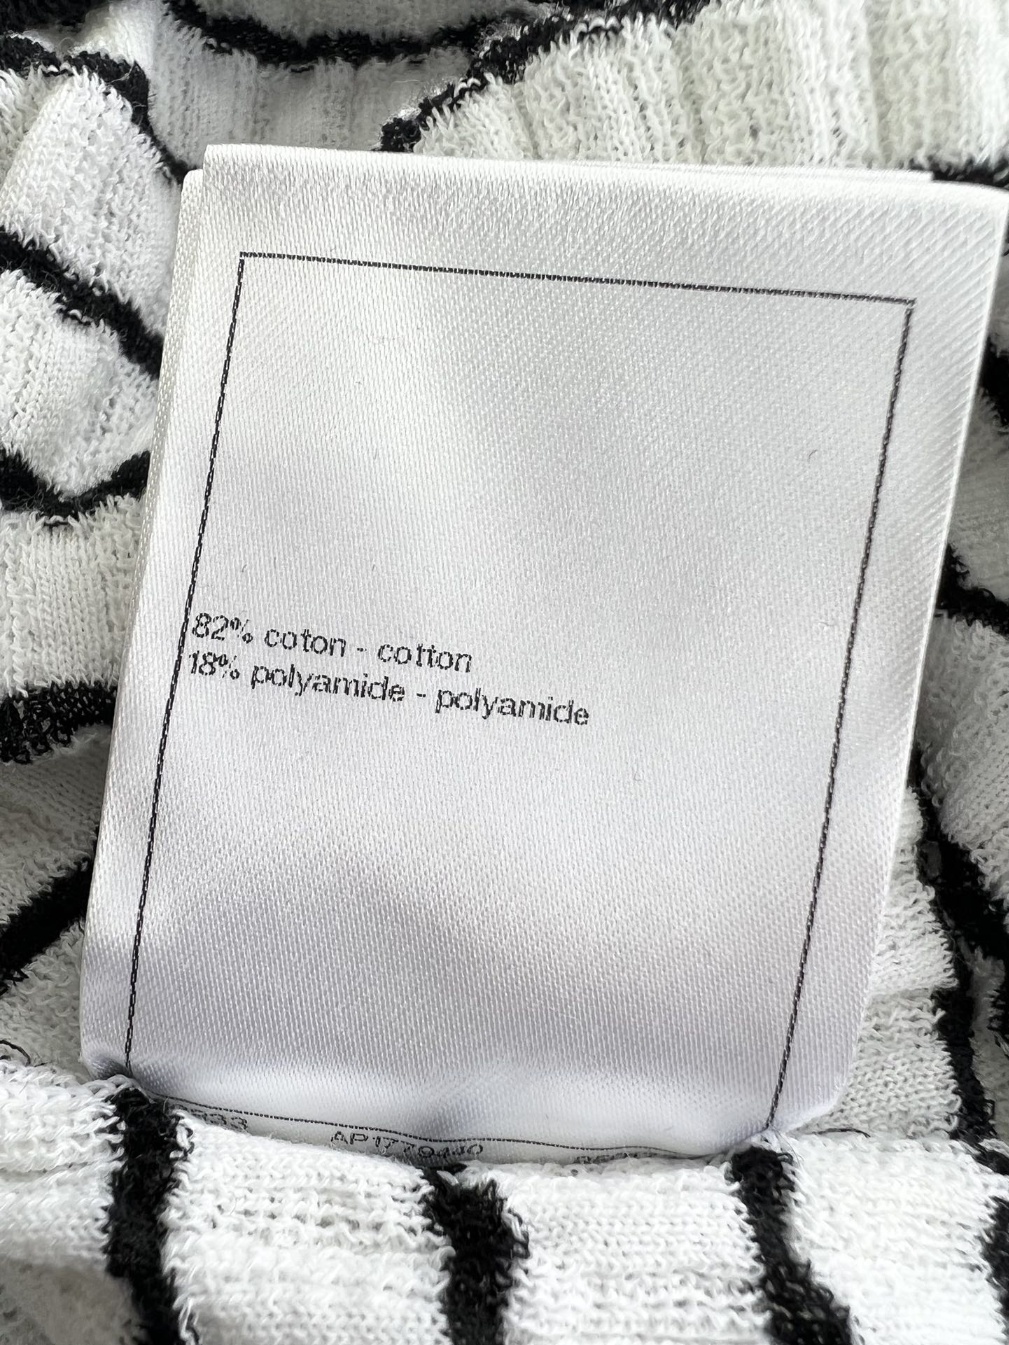 82% coton - cotton
18% polyamide - polyamide